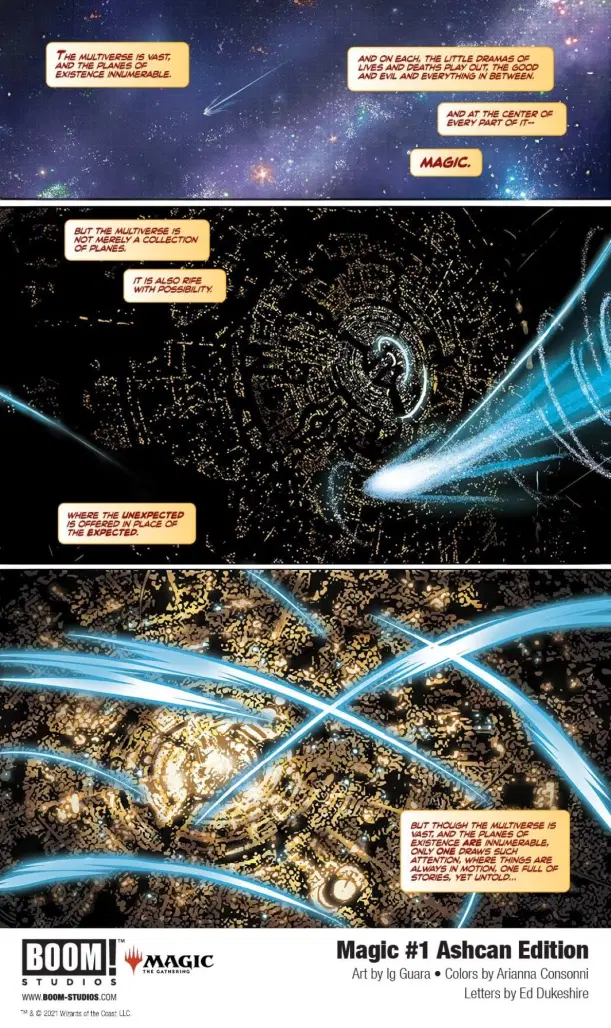 THE MULTIVERSE IS VAST,
AND THE PLANES OF
EXISTENCE INNUMERABLE.
AND ON EACH, THE LITTLE DRAMAS OF
LIVES AND DEATHS PLAY OUT, THE GOOD
AND EVIL AND EVERYTHING IN BETWEEN.
AND AT THE CENTER OF
EVERY PART OF IT--
MAGIC.
BUT THE MULTIVERSE IS
NOT MERELY A COLLECTION
OF PLANES.
IT IS ALSO RIFE
WITH POSSIBILITY.
WHERE THE UNEXPECTED
IS OFFERED IN PLACE OF
THE EXPECTED.
BUT THOUGH THE MULTIVERSE IS
VAST, AND THE PLANES OF
EXISTENCE ARE INNUMERABLE,
ONLY ONE DRAWS SUCH
ATTENTION, WHERE THINGS ARE
ALWAYS IN MOTION, ONE FULL OF
STORIES, YET UNTOLD...
BOOM!™
STUDIOS
WWW.BOOM-STUDIOS.COM
MAGIC
THE GATHERING
™ & © 2021 Wizards of the Coast LLC.
Magic #1 Ashcan Edition
Art by Ig Guara • Colors by Arianna Consonni
Letters by Ed Dukeshire